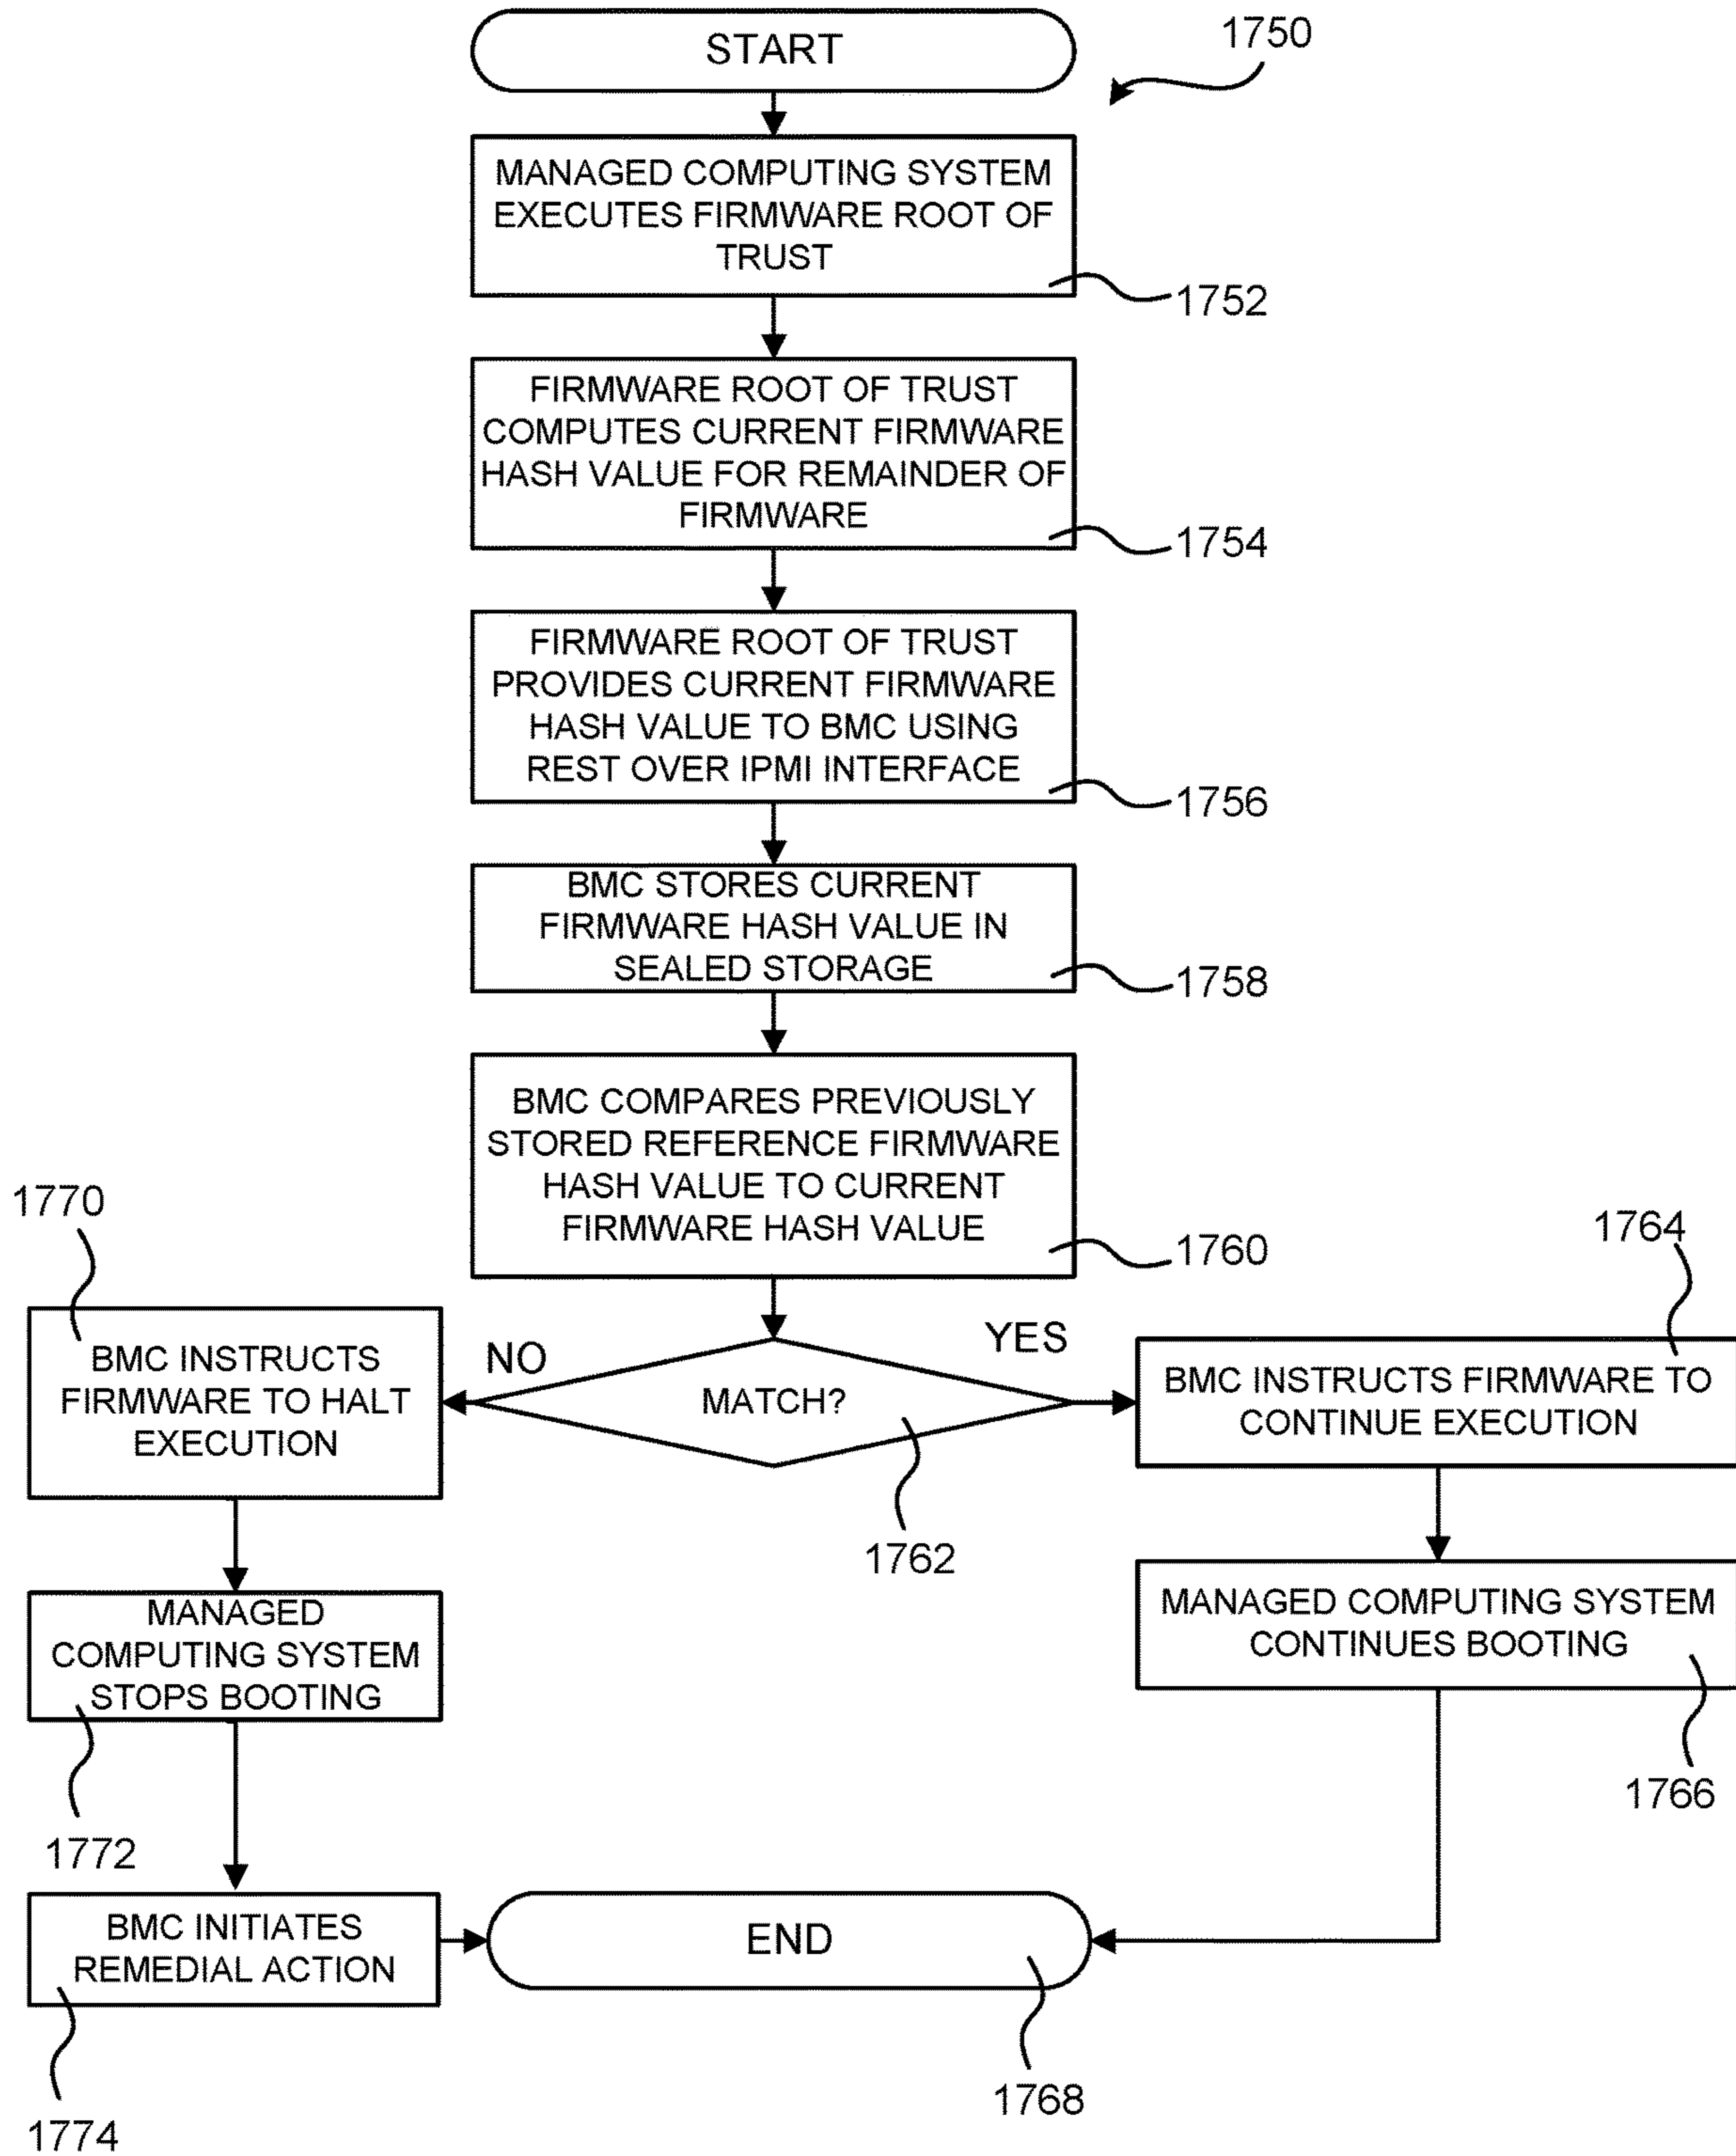 START
1750
MANAGED COMPUTING SYSTEM
EXECUTES FIRMWARE ROOT OF
TRUST
1752
FIRMWARE ROOT OF TRUST
COMPUTES CURRENT FIRMWARE
HASH VALUE FOR REMAINDER OF
FIRMWARE
1754
FIRMWARE ROOT OF TRUST
PROVIDES CURRENT FIRMWARE
HASH VALUE TO BMC USING
REST OVER IPMI INTERFACE
1756
BMC STORES CURRENT
FIRMWARE HASH VALUE IN
SEALED STORAGE
1758
BMC COMPARES PREVIOUSLY
STORED REFERENCE FIRMWARE
HASH VALUE TO CURRENT
FIRMWARE HASH VALUE
1760
MATCH?
1762
NO
YES
1770
BMC INSTRUCTS
FIRMWARE TO HALT
EXECUTION
1764
BMC INSTRUCTS FIRMWARE TO
CONTINUE EXECUTION
MANAGED
COMPUTING SYSTEM
STOPS BOOTING
1772
MANAGED COMPUTING SYSTEM
CONTINUES BOOTING
1766
BMC INITIATES
REMEDIAL ACTION
1774
END
1768